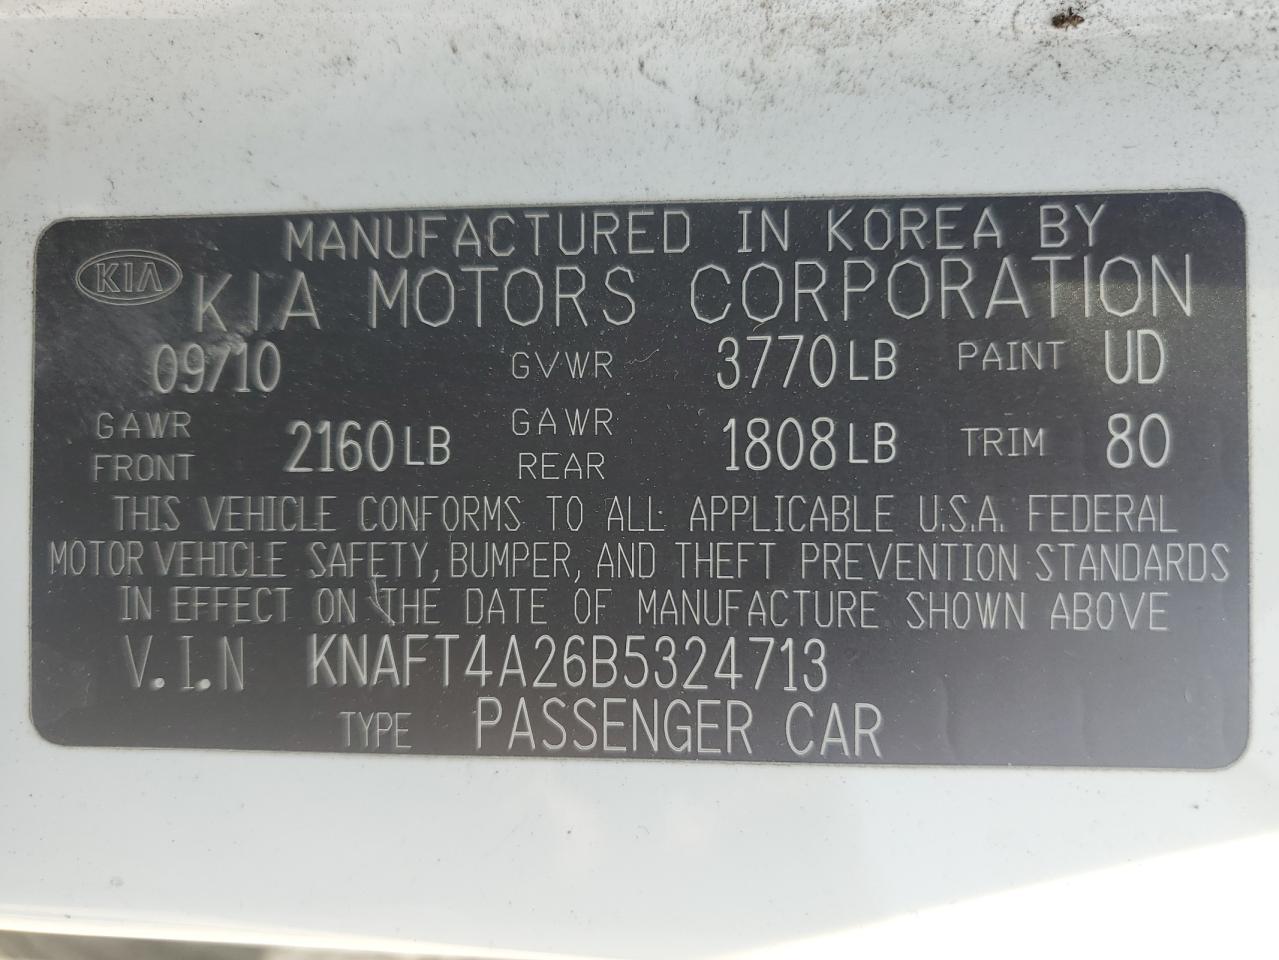 MANUFACTURED IN KOREA BY
KIA KIA MOTORS CORPORATION
09/10 GVWR 3770LB PAINT UD
GAWR FRONT 2160LB GAWR REAR 1808LB TRIM 80
THIS VEHICLE CONFORMS TO ALL APPLICABLE U.S.A. FEDERAL
MOTOR VEHICLE SAFETY, BUMPER, AND THEFT PREVENTION STANDARDS
IN EFFECT ON THE DATE OF MANUFACTURE SHOWN ABOVE
V.I.N KNAFT4A26B5324713
TYPE PASSENGER CAR